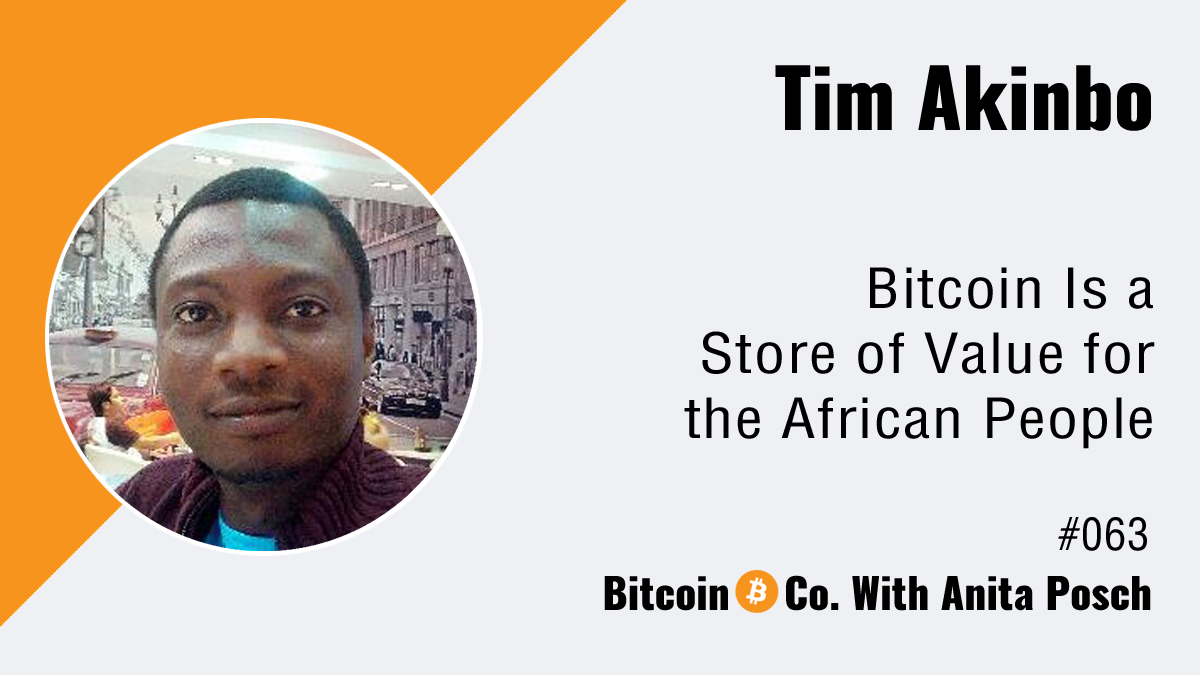 Tim Akinbo
Bitcoin Is a
Store of Value for
the African People
#063
Bitcoin ₿ Co. With Anita Posch